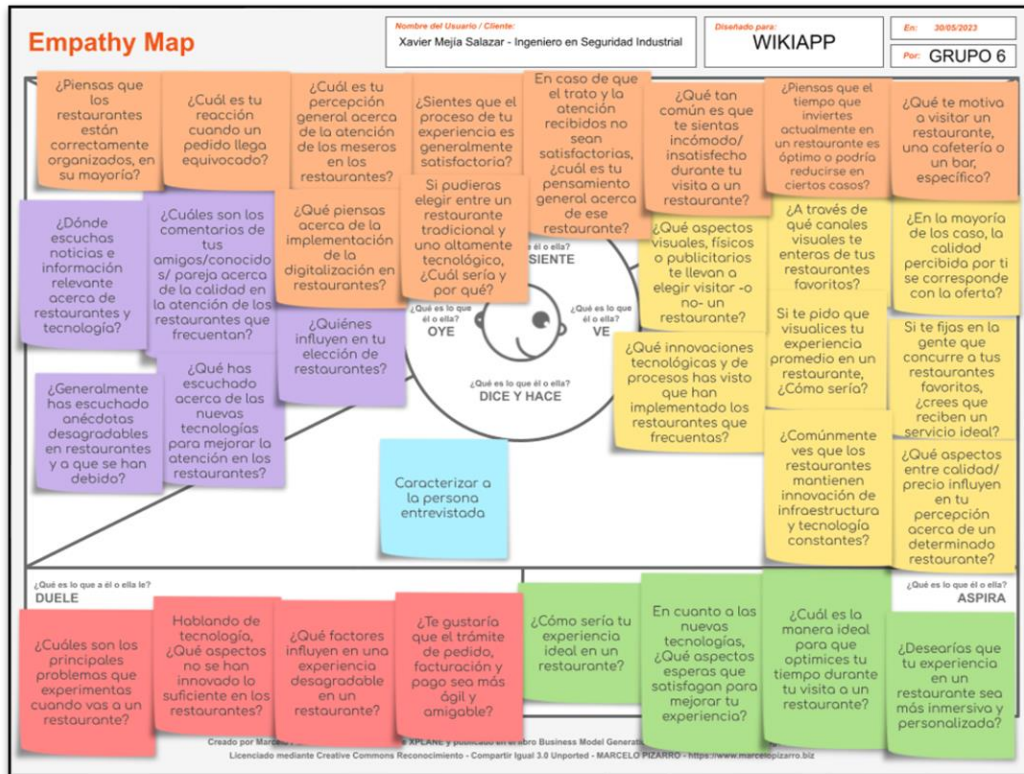 Empathy Map
Nombre del Usuario / Cliente:
Xavier Mejía Salazar - Ingeniero en Seguridad Industrial
Diseñado para:
WIKIAPP
En: 30/05/2023
Por: GRUPO 6
¿Piensas que
los
restaurantes
están
correctamente
organizados, en
su mayoría?
¿Cuál es tu
reacción
cuando un
pedido llega
equivocado?
¿Cuál es tu
percepción
general acerca
de la atención
de los meseros
en los
restaurantes?
¿Sientes que el
proceso de tu
experiencia es
generalmente
satisfactoria?
En caso de que
el trato y la
atención
recibidos no
sean
satisfactorias,
¿cuál es tu
pensamiento
general acerca
de ese
restaurante?
¿Qué tan
común es que
te sientas
incómodo/
insatisfecho
durante tu
visita a un
restaurante?
¿Piensas que el
tiempo que
inviertes
actualmente en
un restaurante es
óptimo o podría
reducirse en
ciertos casos?
¿Qué te motiva
a visitar un
restaurante,
una cafetería o
un bar,
específico?
¿Dónde
escuchas
noticias e
información
relevante
acerca de
restaurantes y
tecnología?
¿Cuáles son los
comentarios de
tus
amigos/conocido
s/ pareja acerca
de la calidad en
la atención de los
restaurantes que
frecuentan?
¿Qué piensas
acerca de la
implementación
de la
digitalización en
restaurantes?
Si pudieras
elegir entre un
restaurante
tradicional y
uno altamente
tecnológico,
¿Cuál sería y
por qué?
é él o ella?
SIENTE
¿Qué aspectos
visuales, físicos
o publicitarios
te llevan a
elegir visitar -o
no- un
restaurante?
¿A través de
qué canales
visuales te
enteras de tus
restaurantes
favoritos?
¿En la mayoría
de los caso, la
calidad
percibida por ti
se corresponde
con la oferta?
¿Qué es lo que
él o ella?
OYE
¿Qué es lo que
él o ella?
VE
¿Qué es lo que él o ella?
DICE Y HACE
¿Generalmente
has escuchado
anécdotas
desagradables
en restaurantes
y a que se han
debido?
¿Qué has
escuchado
acerca de las
nuevas
tecnologías
para mejorar la
atención en los
restaurantes?
¿Quiénes
influyen en tu
elección de
restaurantes?
¿Qué innovaciones
tecnológicas y de
procesos has visto
que han
implementado los
restaurantes que
frecuentas?
Si te pido que
visualices tu
experiencia
promedio en un
restaurante,
¿Cómo sería?
Si te fijas en la
gente que
concurre a tus
restaurantes
favoritos,
¿crees que
reciben un
servicio ideal?
Caracterizar a
la persona
entrevistada
¿Comúnmente
ves que los
restaurantes
mantienen
innovación de
infraestructura
y tecnología
constantes?
¿Qué aspectos
entre calidad/
precio influyen
en tu
percepción
acerca de un
determinado
restaurante?
¿Qué es lo que a él o ella le?
DUELE
¿Qué es lo que él o ella?
ASPIRA
¿Cuáles son los
principales
problemas que
experimentas
cuando vas a un
restaurante?
Hablando de
tecnología,
¿Qué aspectos
no se han
innovado lo
suficiente en los
restaurantes?
¿Qué factores
influyen en una
experiencia
desagradable
en un
restaurante?
¿Te gustaría
que el trámite
de pedido,
facturación y
pago sea más
ágil y
amigable?
¿Cómo sería tu
experiencia
ideal en un
restaurante?
En cuanto a las
nuevas
tecnologías,
¿Qué aspectos
esperas que
satisfagan para
mejorar tu
experiencia?
¿Cuál es la
manera ideal
para que
optimices tu
tiempo durante
tu visita a un
restaurante?
¿Desearías que
tu experiencia
en un
restaurante sea
más inmersiva y
personalizada?
Creado por Marce XPLANE y publicado en el libro Business Model Generati
Licenciado mediante Creative Commons Reconocimiento - Compartir Igual 3.0 Unported - MARCELO PIZARRO - https://www.marcelopizarro.biz